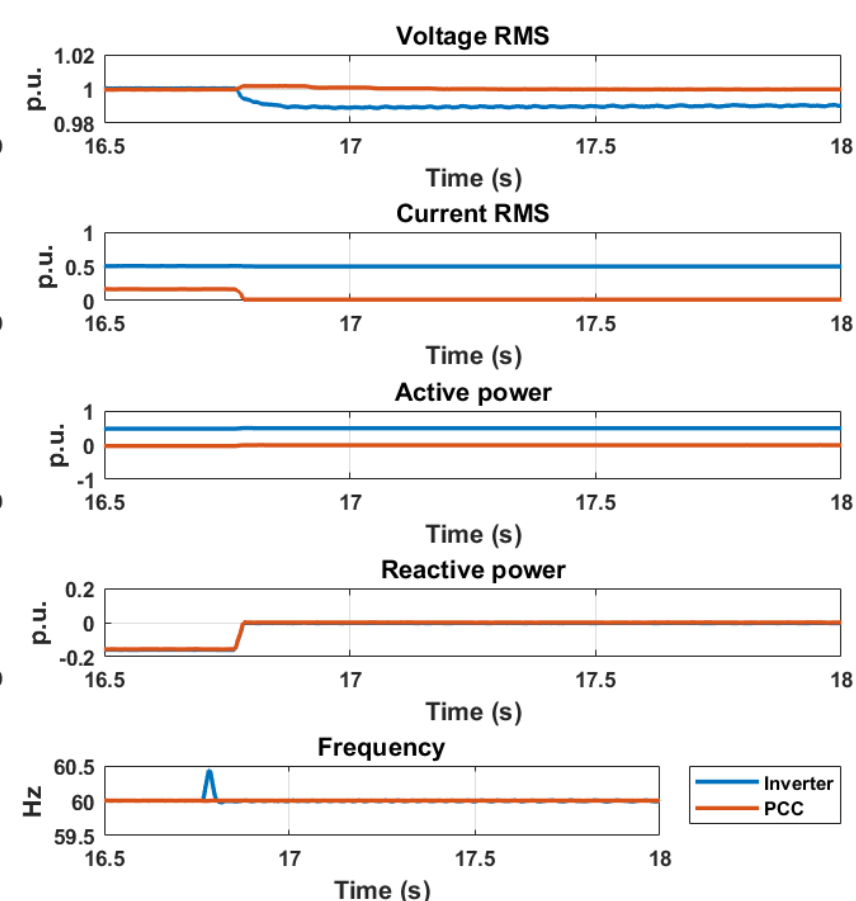 Voltage RMS
1.02
1
0.98
p.u.
16.5 17 17.5 18
Time (s)
Current RMS
1
0.5
0
p.u.
16.5 17 17.5 18
Time (s)
Active power
1
0
-1
p.u.
16.5 17 17.5 18
Time (s)
Reactive power
0.2
0
-0.2
p.u.
16.5 17 17.5 18
Time (s)
Frequency
60.5
60
59.5
Hz
16.5 17 17.5 18
Time (s)
Inverter
PCC